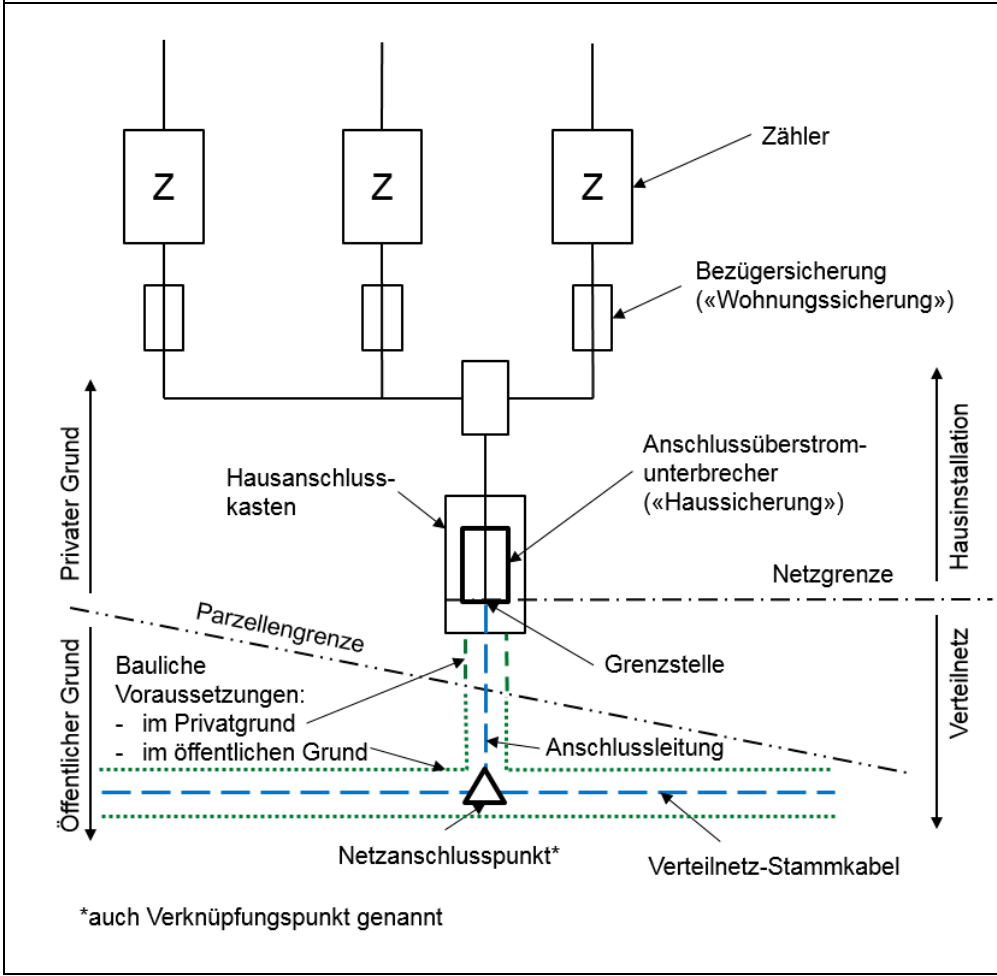 Z
Z
Z
Zähler
Bezügersicherung
(«Wohnungssicherung»)
Privater Grund
Hausinstallation
Hausanschluss-
kasten
Anschlussüberstrom-
unterbrecher
(«Haussicherung»)
Netzgrenze
Parzellengrenze
Öffentlicher Grund
Verteilnetz
Bauliche
Voraussetzungen:
- im Privatgrund
- im öffentlichen Grund
Grenzstelle
Anschlussleitung
Netzanschlusspunkt*
Verteilnetz-Stammkabel
*auch Verknüpfungspunkt genannt